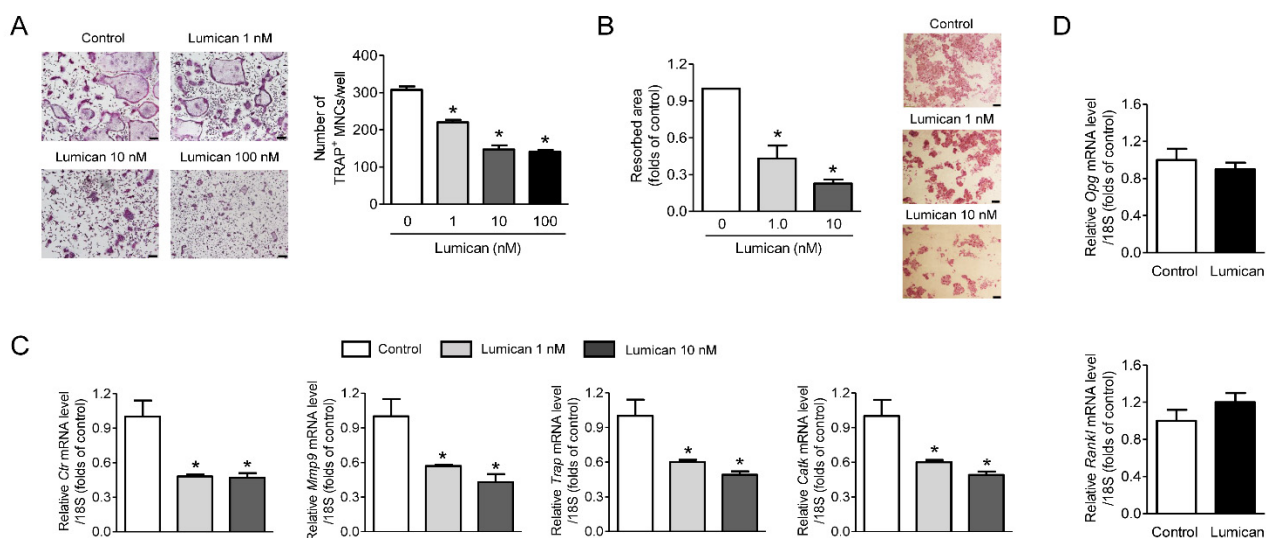 A
Control
Lumican 1 nM
Lumican 10 nM
Lumican 100 nM
Number of
TRAP+ MNCs/well
400
300
200
100
0
*
*
*
0
1
10
100
Lumican (nM)
B
Resorbed area
(folds of control)
1.2
0.9
0.6
0.3
0.0
*
*
0
1.0
10
Lumican (nM)
Control
Lumican 1 nM
Lumican 10 nM
C
Control
Lumican 1 nM
Lumican 10 nM
Relative Ctr mRNA level
/18S (folds of control)
1.2
0.9
0.6
0.3
0.0
*
*
Relative Mmp9 mRNA level
/18S (folds of control)
1.2
0.9
0.6
0.3
0.0
*
*
Relative Trap mRNA level
/18S (folds of control)
1.2
0.9
0.6
0.3
0.0
*
*
Relative Catk mRNA level
/18S (folds of control)
1.2
0.9
0.6
0.3
0.0
*
*
D
Relative Opg mRNA level
/18S (folds of control)
1.6
1.2
0.8
0.4
0.0
Control
Lumican
Relative Rankl mRNA level
/18S (folds of control)
1.6
1.2
0.8
0.4
0.0
Control
Lumican